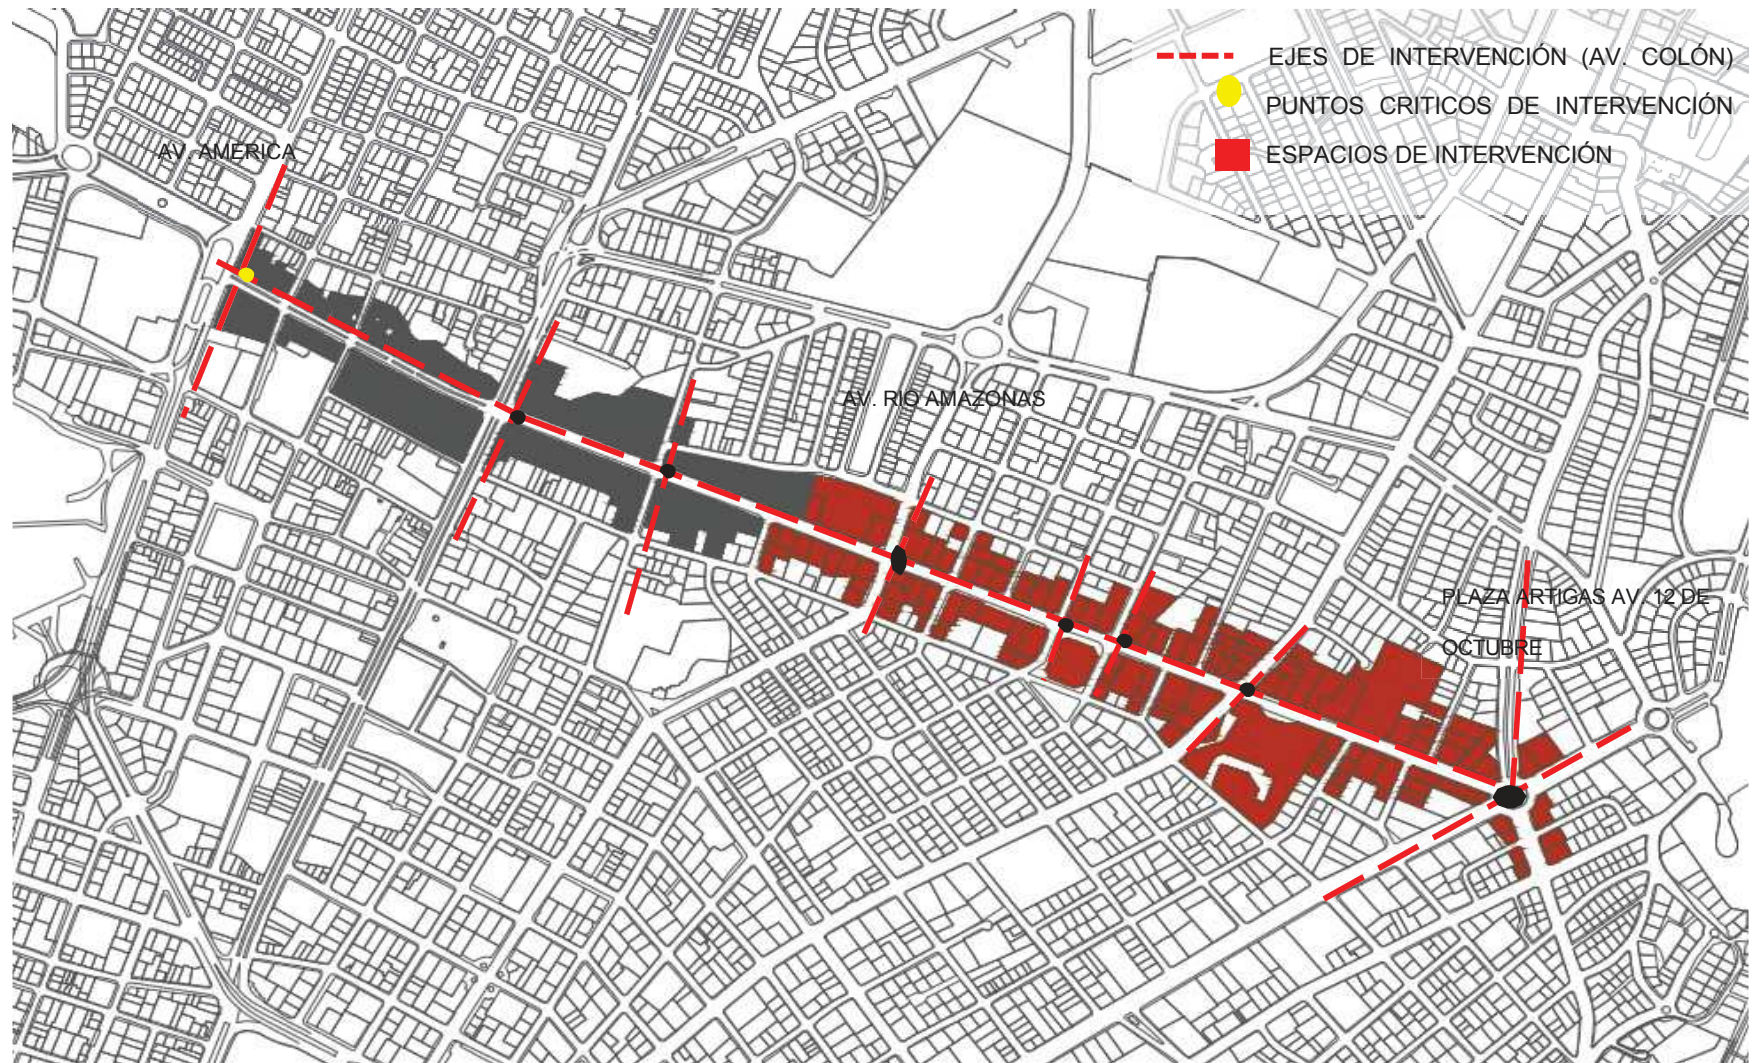 EJES DE INTERVENCIÓN (AV. COLÓN)
PUNTOS CRITICOS DE INTERVENCIÓN
ESPACIOS DE INTERVENCIÓN
AV. AMERICA
AV. RIO AMAZONAS
PLAZA ARTIGAS AV. 12 DE
OCTUBRE